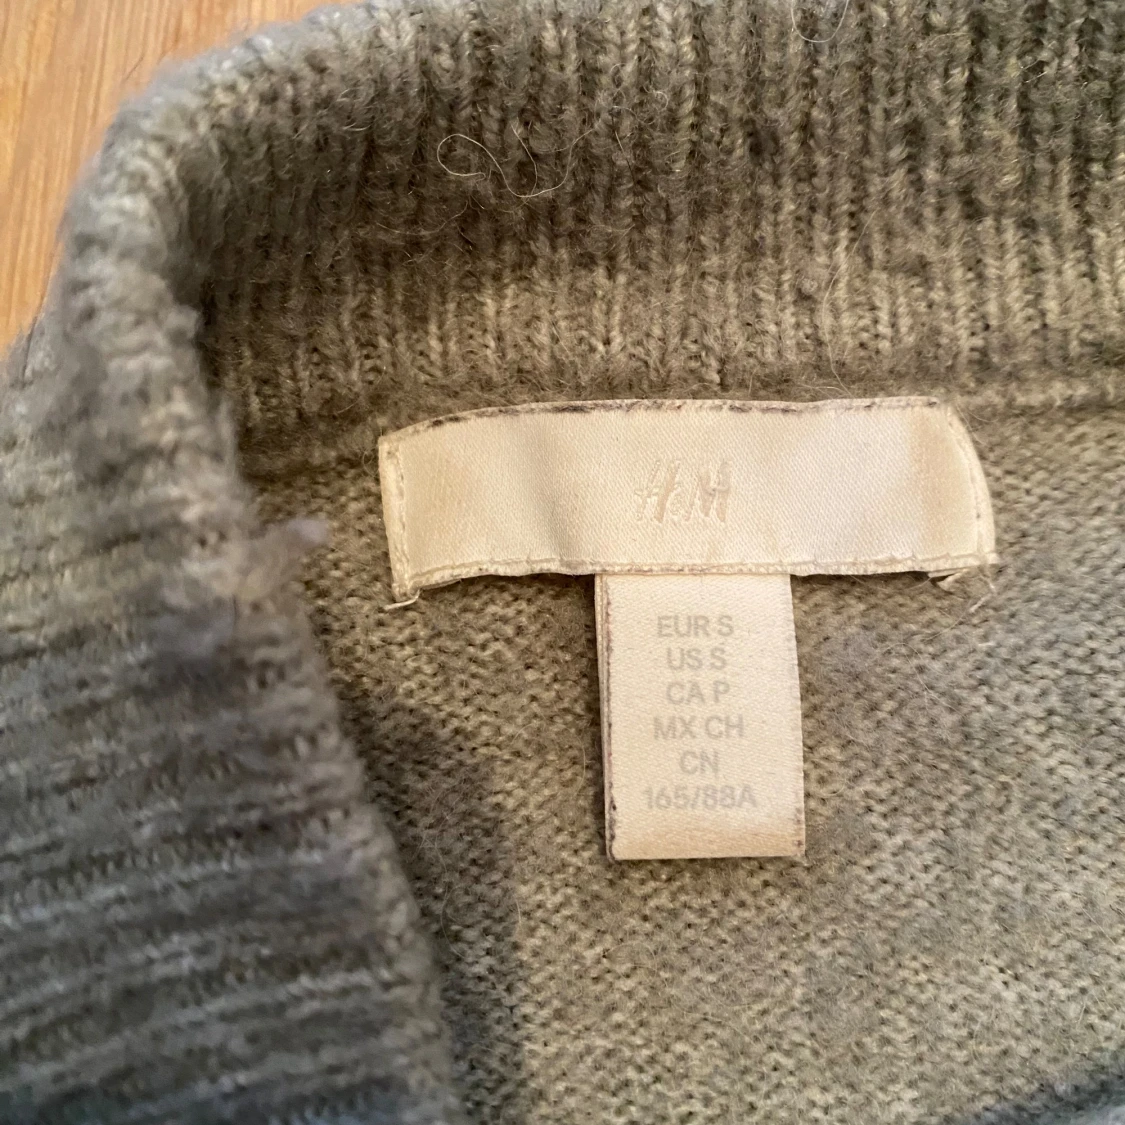 H&M
EUR S
US S
CA P
MX CH
CN
165/88A